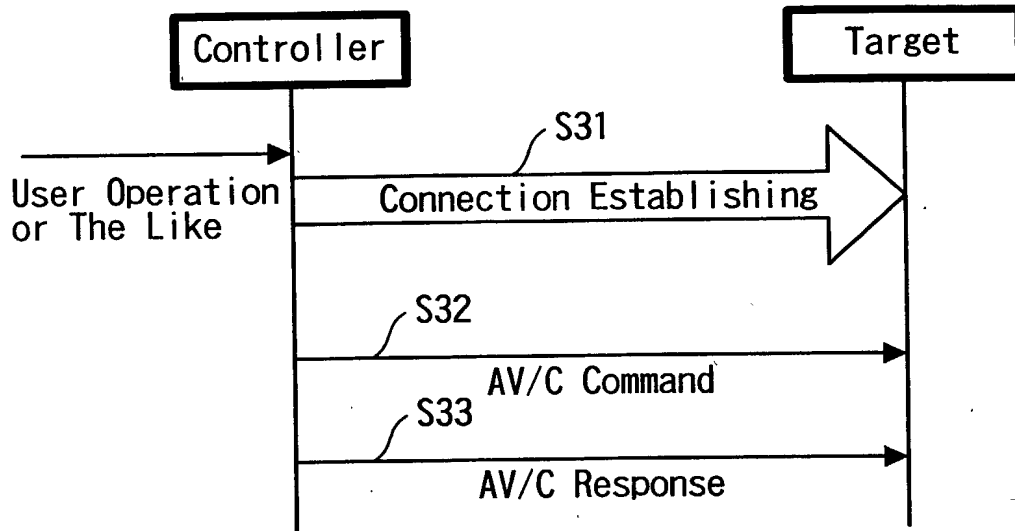 Controller
Target
S31
User Operation
or The Like
Connection Establishing
S32
AV/C Command
S33
AV/C Response